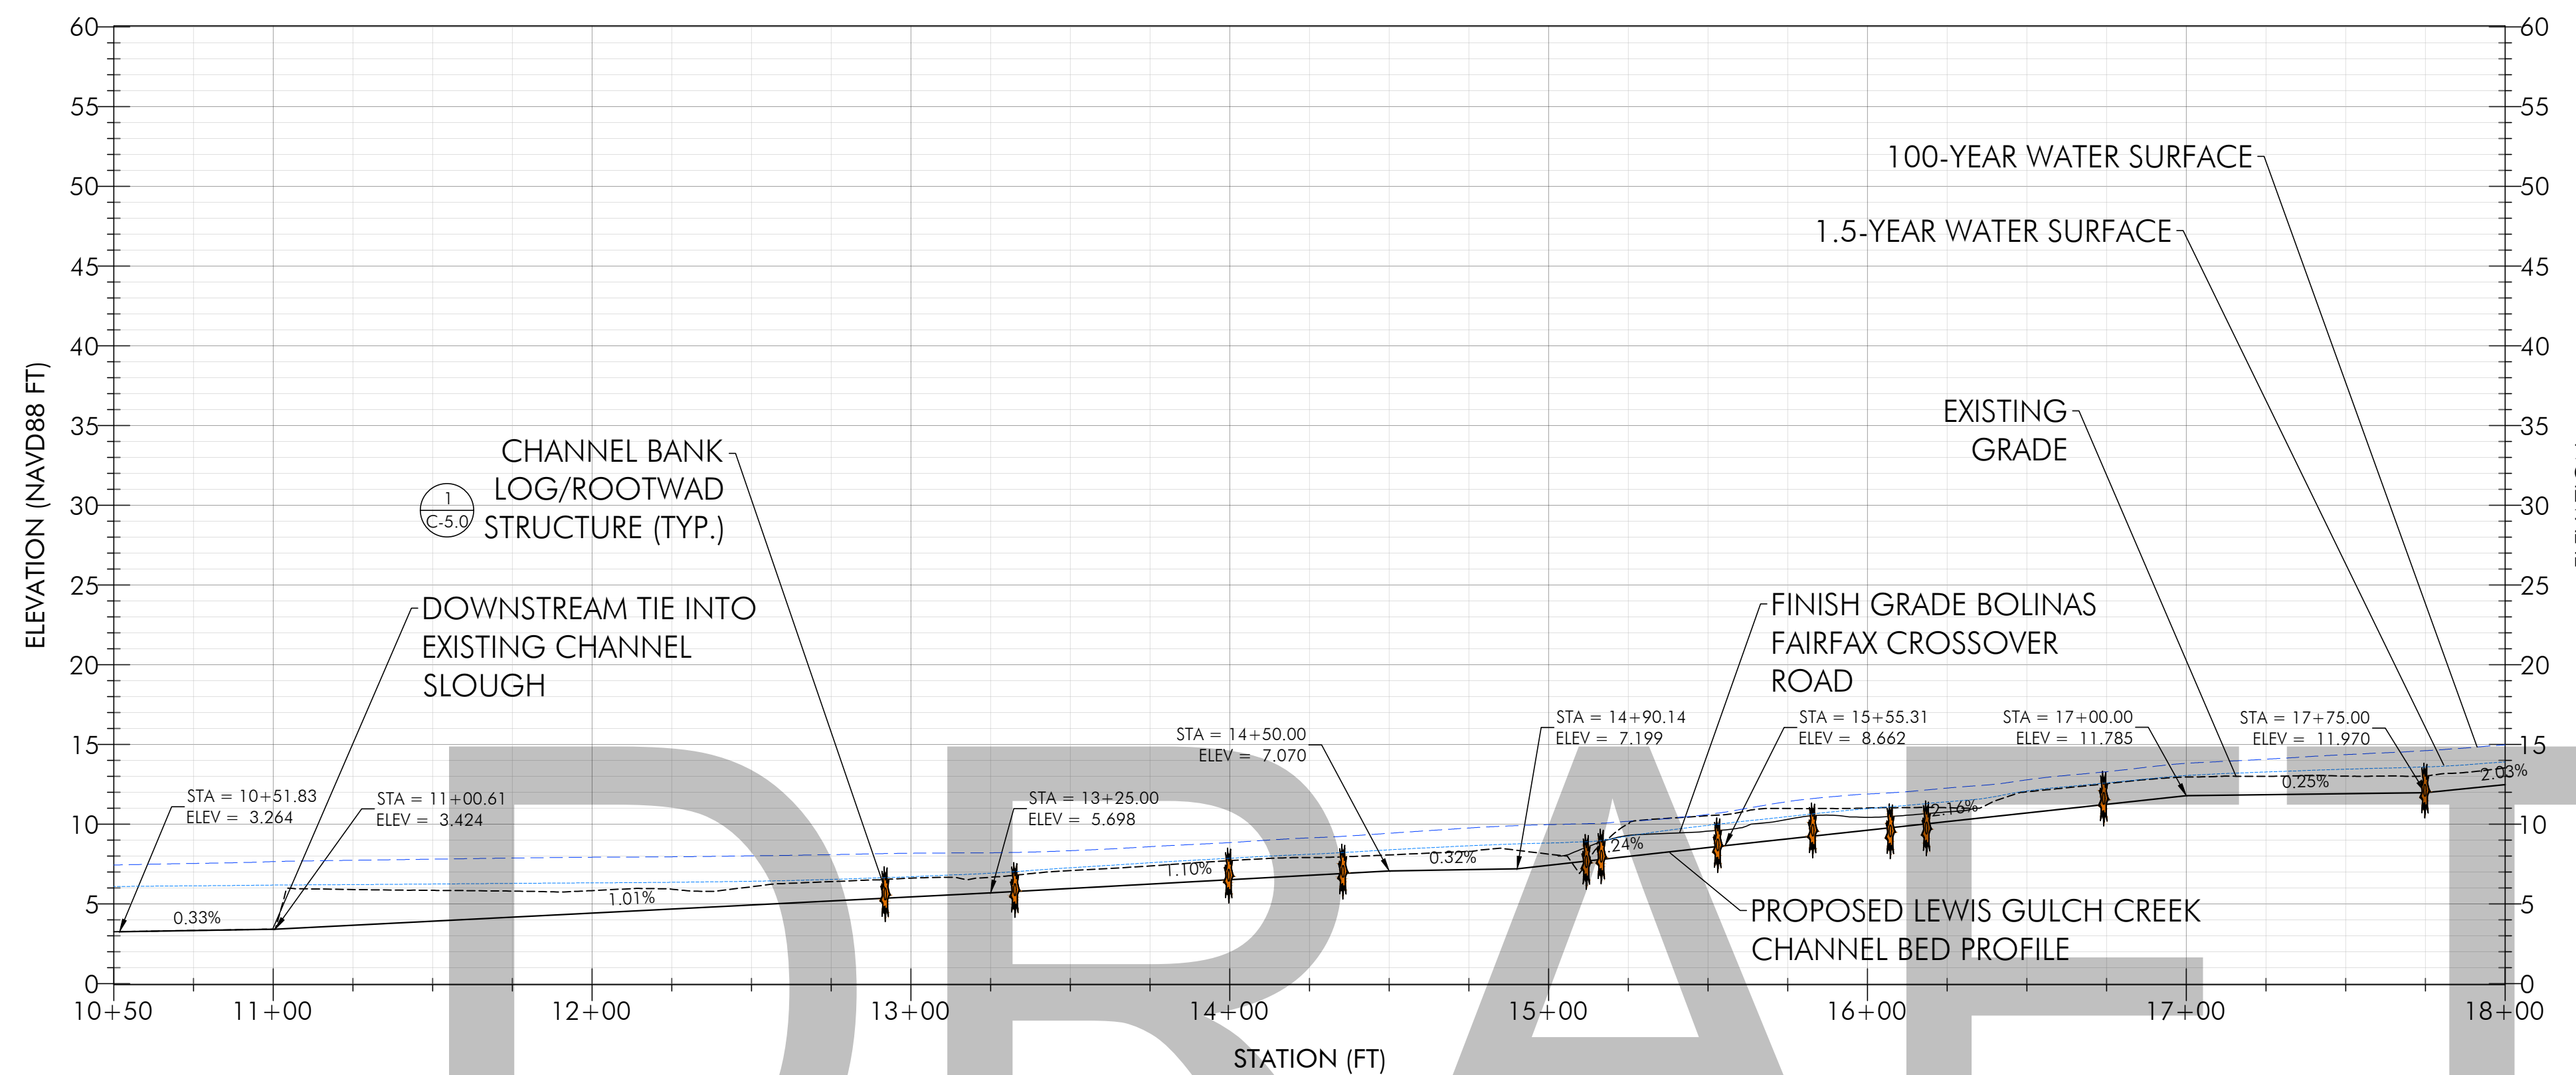 60
55
50
45
40
35
30
25
20
15
10
5
0
ELEVATION (NAVD88 FT)
100-YEAR WATER SURFACE
1.5-YEAR WATER SURFACE
EXISTING
GRADE
CHANNEL BANK
LOG/ROOTWAD
STRUCTURE (TYP.)
1
C-5.0
DOWNSTREAM TIE INTO
EXISTING CHANNEL
SLOUGH
FINISH GRADE BOLINAS
FAIRFAX CROSSOVER
ROAD
STA = 10+51.83
ELEV = 3.264
STA = 11+00.61
ELEV = 3.424
STA = 13+25.00
ELEV = 5.698
STA = 14+50.00
ELEV = 7.070
STA = 14+90.14
ELEV = 7.199
STA = 15+55.31
ELEV = 8.662
STA = 17+00.00
ELEV = 11.785
STA = 17+75.00
ELEV = 11.970
0.33%
1.01%
1.10%
0.32%
.24%
2.16%
0.25%
2.03%
PROPOSED LEWIS GULCH CREEK
CHANNEL BED PROFILE
60
55
50
45
40
35
30
25
20
15
10
5
0
10+50
11+00
12+00
13+00
14+00
15+00
16+00
17+00
18+00
STATION (FT)
DRAFT